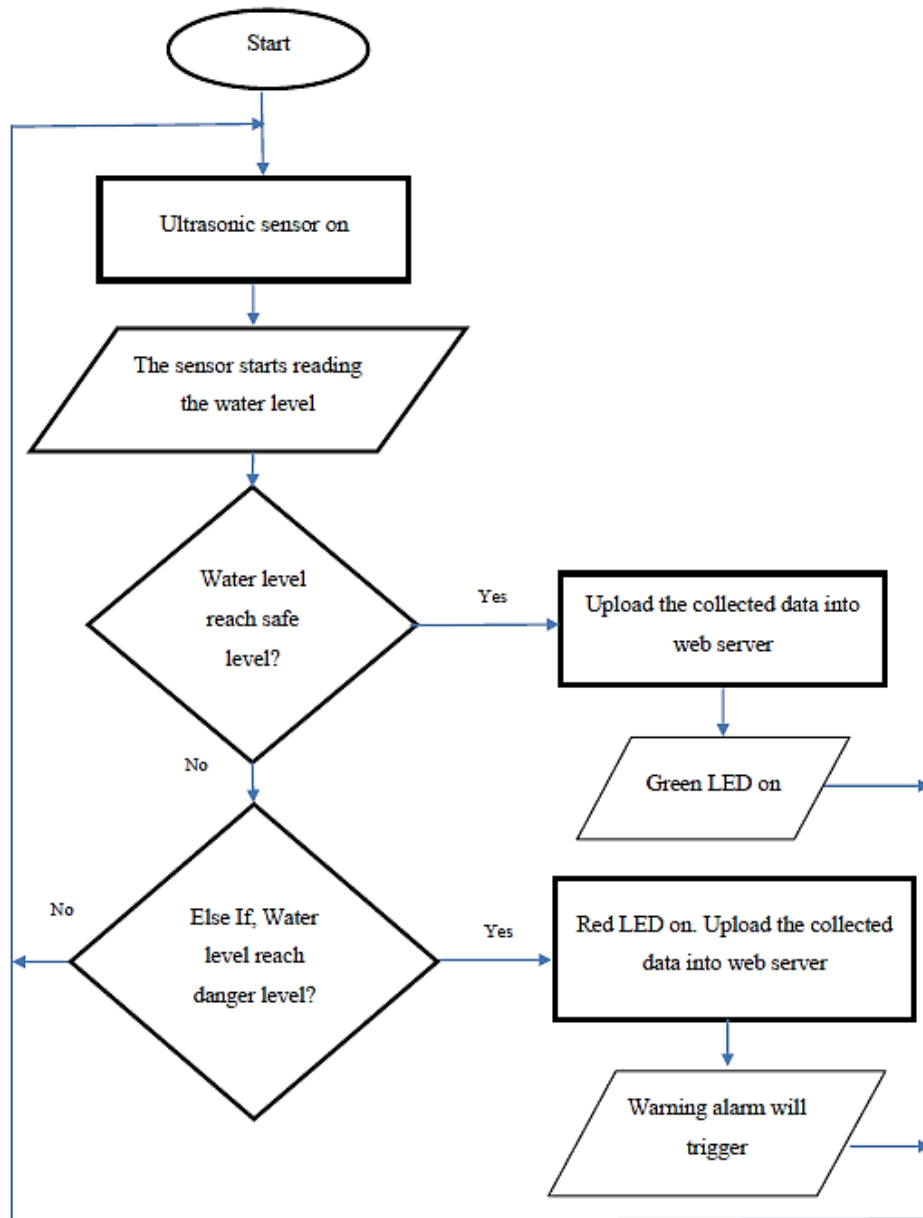 Start
Ultrasonic sensor on
The sensor starts reading
the water level
Water level
reach safe
level?
Yes
Upload the collected data into
web server
No
Green LED on
Else If, Water
level reach
danger level?
No
Yes
Red LED on. Upload the collected
data into web server
Warning alarm will
trigger